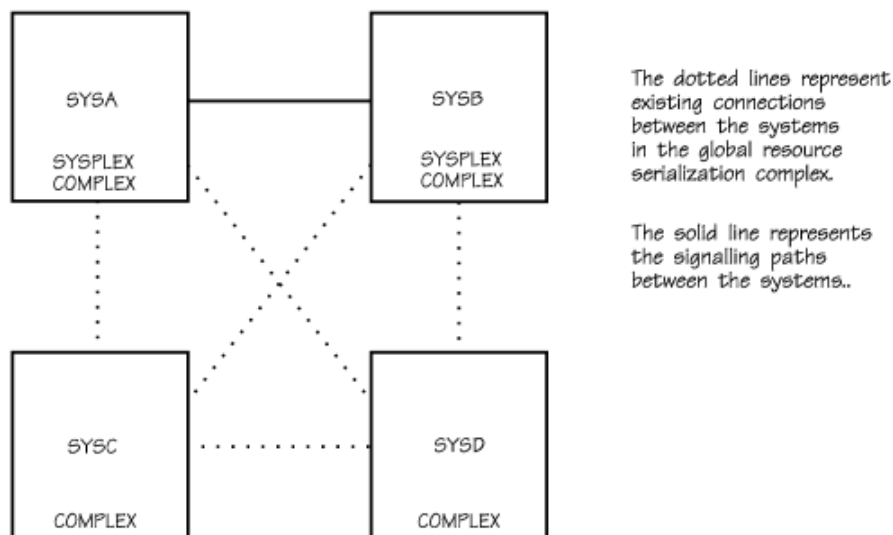 SYSA
SYSPLEX
COMPLEX
SYSB
SYSPLEX
COMPLEX
The dotted lines represent
existing connections
between the systems
in the global resource
serialization complex.
The solid line represents
the signalling paths
between the systems..
SYSC
COMPLEX
SYSD
COMPLEX